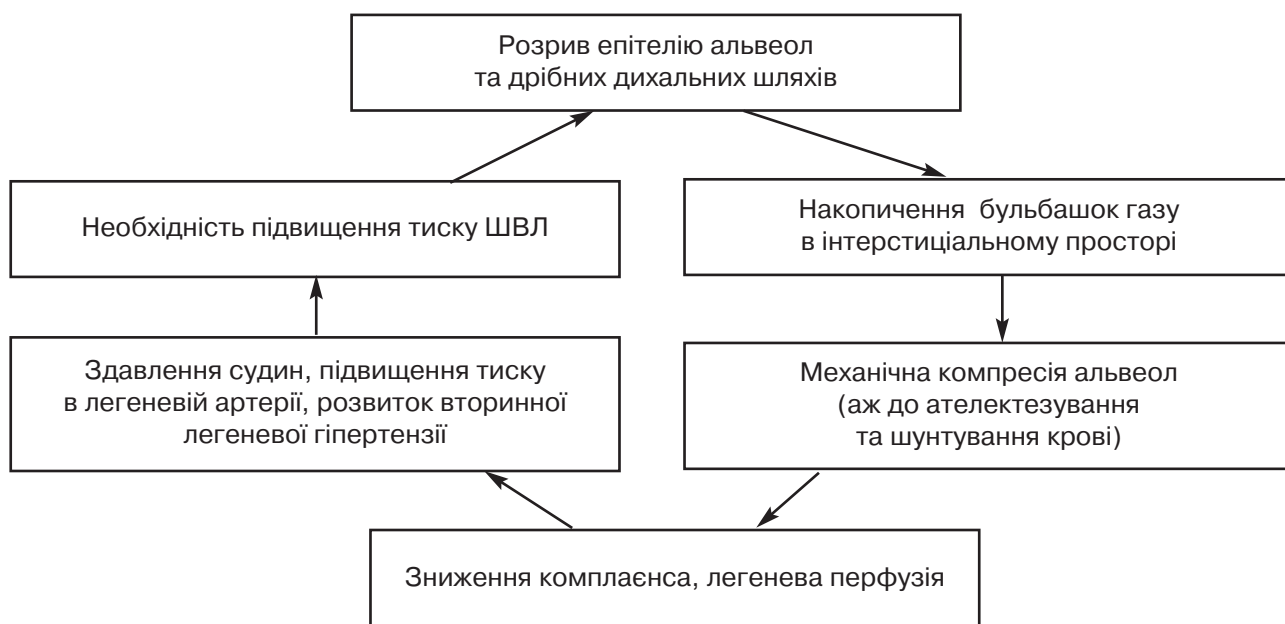 Розрив епітелію альвеол
та дрібних дихальних шляхів
Необхідність підвищення тиску ШВЛ
Накопичення бульбашок газу
в інтерстиціальному просторі
Здавлення судин, підвищення тиску
в легеневій артерії, розвиток вторинної
легеневої гіпертензії
Механічна компресія альвеол
(аж до ателектезування
та шунтування крові)
Зниження комплаєнса, легенева перфузія